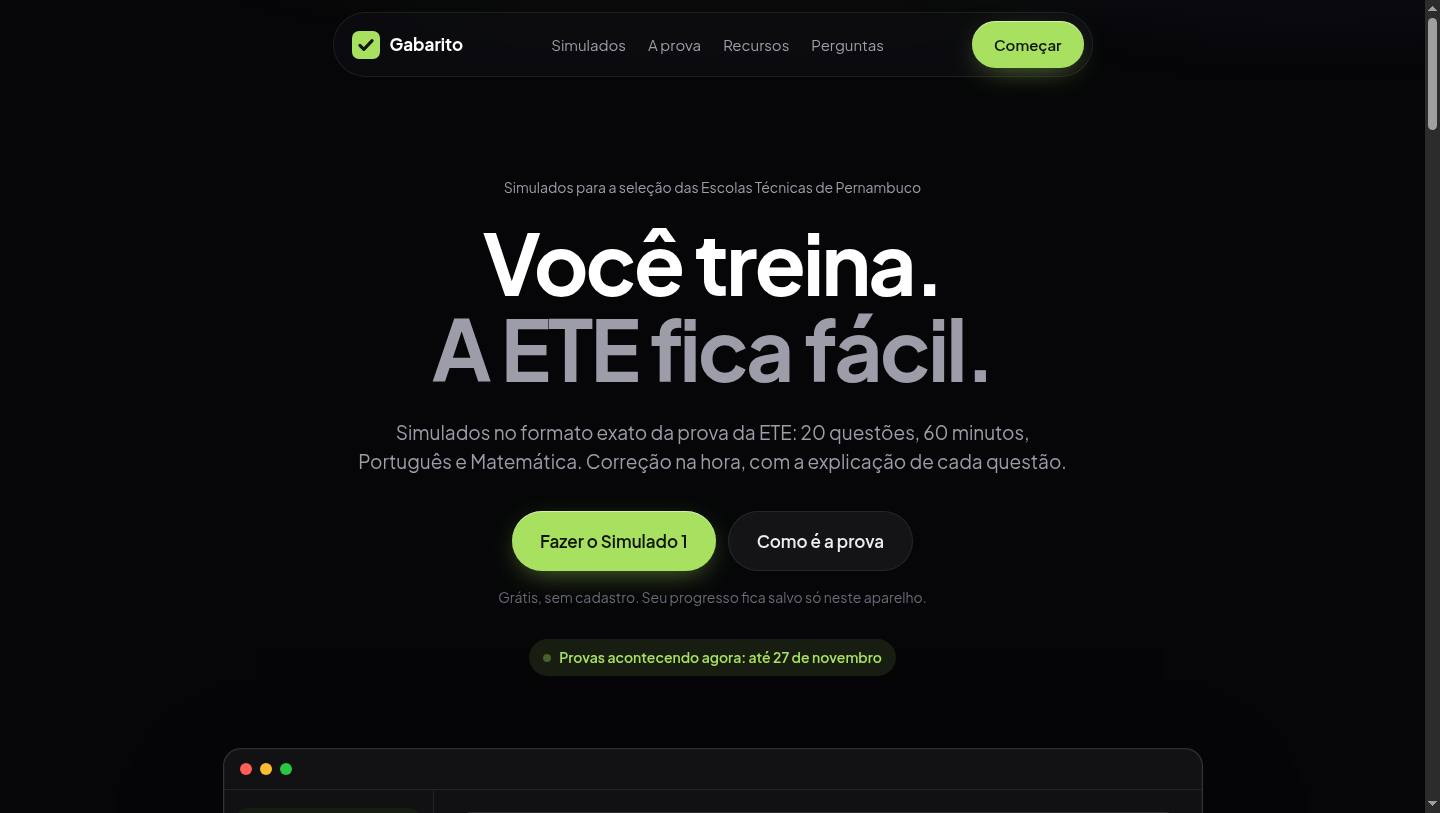 Gabarito
Simulados
A prova
Recursos
Perguntas
Começar
Simulados para a seleção das Escolas Técnicas de Pernambuco
Você treina.
A ETE fica fácil.
Simulados no formato exato da prova da ETE: 20 questões, 60 minutos,
Português e Matemática. Correção na hora, com a explicação de cada questão.
Fazer o Simulado 1
Como é a prova
Grátis, sem cadastro. Seu progresso fica salvo só neste aparelho.
Provas acontecendo agora: até 27 de novembro